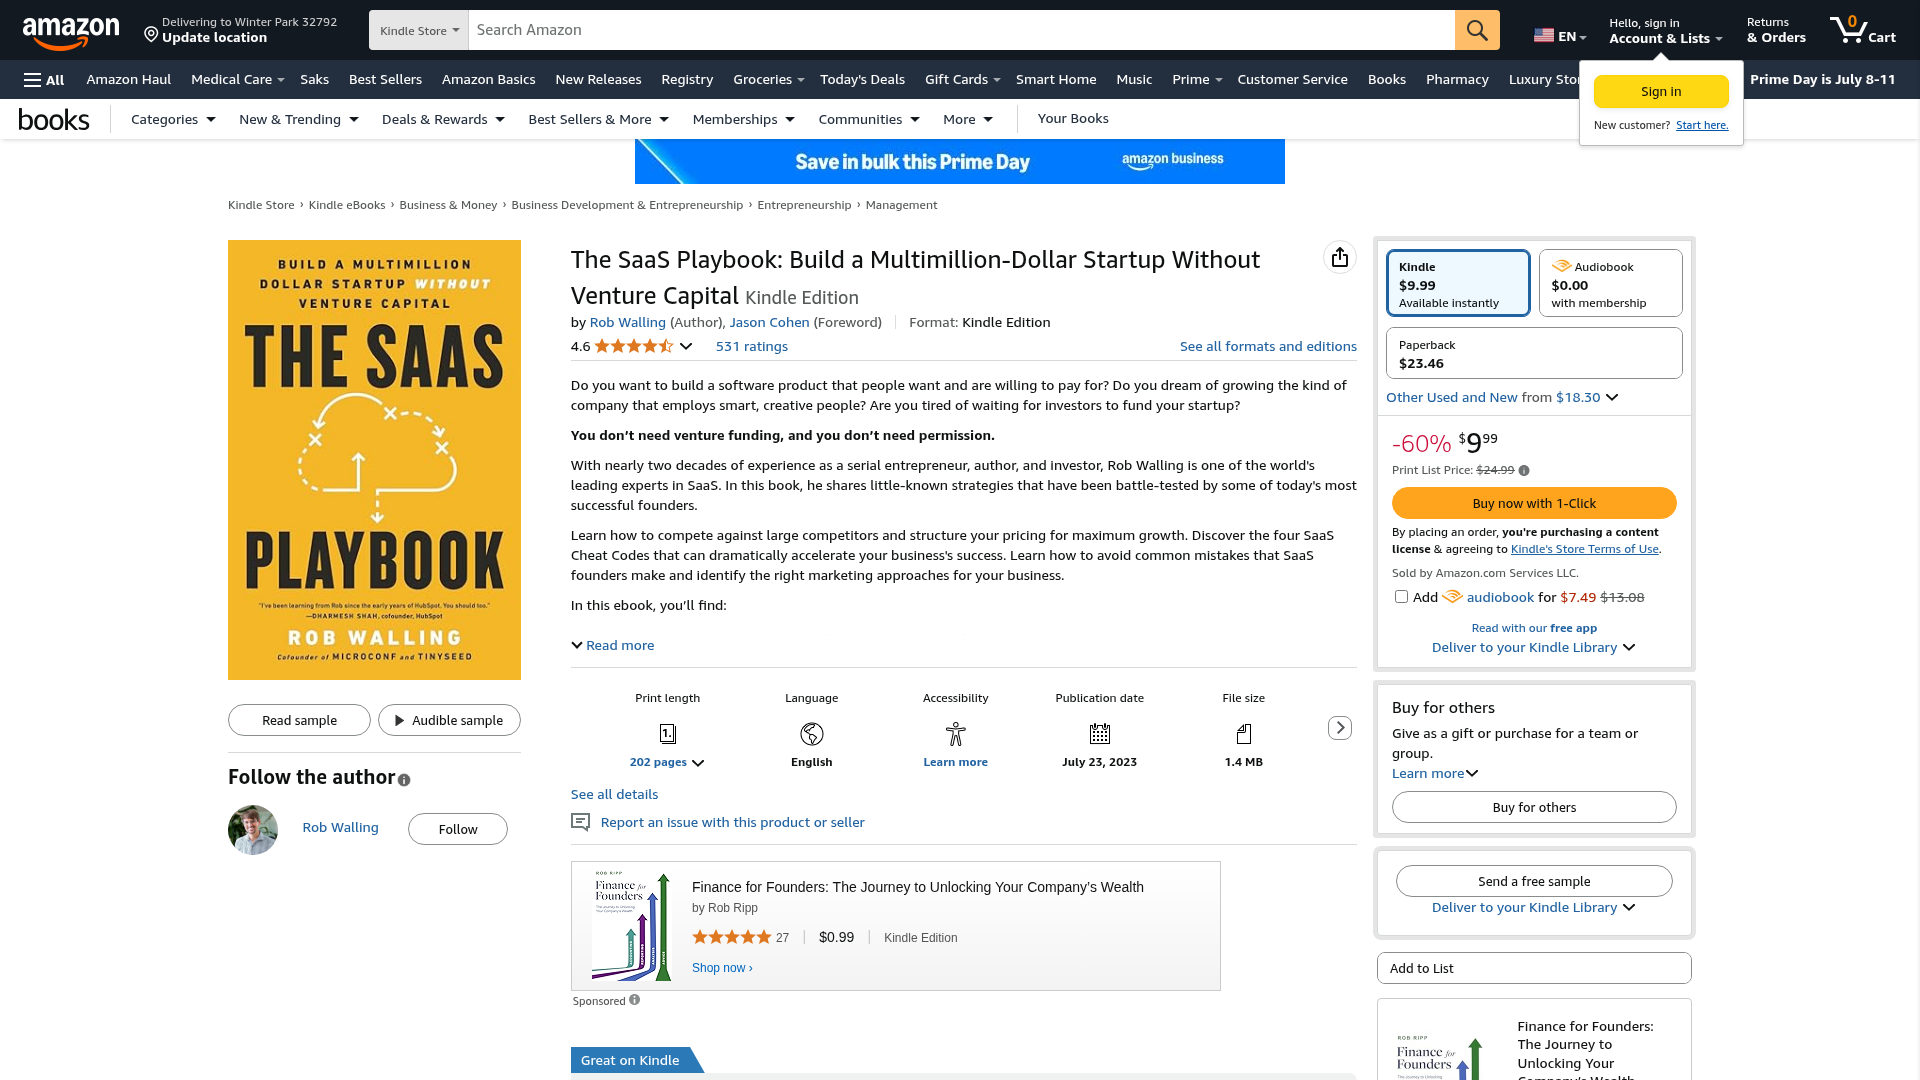 amazon
Delivering to Winter Park 32792
Update location
Kindle Store
Search Amazon
EN
Hello, sign in
Account & Lists
Returns
& Orders
0
Cart
All
Amazon Haul
Medical Care
Saks
Best Sellers
Amazon Basics
New Releases
Registry
Groceries
Today's Deals
Gift Cards
Smart Home
Music
Prime
Customer Service
Books
Pharmacy
Luxury Stor
Prime Day is July 8-11
Sign in
New customer? Start here.
books
Categories
New & Trending
Deals & Rewards
Best Sellers & More
Memberships
Communities
More
Your Books
Save in bulk this Prime Day
amazon business
Kindle Store › Kindle eBooks › Business & Money › Business Development & Entrepreneurship › Entrepreneurship › Management
BUILD A MULTIMILLION
DOLLAR STARTUP WITHOUT
VENTURE CAPITAL
THE SAAS
PLAYBOOK
"I've been learning from Rob since the early years of HubSpot. You should too."
—DHARMESH SHAH, cofounder, HubSpot
ROB WALLING
Cofounder of MICROCONF and TINYSEED
Read sample
Audible sample
Follow the author
Rob Walling
Follow
The SaaS Playbook: Build a Multimillion-Dollar Startup Without
Venture Capital Kindle Edition
by Rob Walling (Author), Jason Cohen (Foreword)
Format: Kindle Edition
4.6
531 ratings
See all formats and editions
Do you want to build a software product that people want and are willing to pay for? Do you dream of growing the kind of
company that employs smart, creative people? Are you tired of waiting for investors to fund your startup?
You don’t need venture funding, and you don’t need permission.
With nearly two decades of experience as a serial entrepreneur, author, and investor, Rob Walling is one of the world's
leading experts in SaaS. In this book, he shares little-known strategies that have been battle-tested by some of today's most
successful founders.
Learn how to compete against large competitors and structure your pricing for maximum growth. Discover the four SaaS
Cheat Codes that can dramatically accelerate your business's success. Learn how to avoid common mistakes that SaaS
founders make and identify the right marketing approaches for your business.
In this ebook, you’ll find:
Read more
Print length
202 pages
Language
English
Accessibility
Learn more
Publication date
July 23, 2023
File size
1.4 MB
See all details
Report an issue with this product or seller
ROB RIPP
Finance for
Founders
Finance for Founders: The Journey to Unlocking Your Company’s Wealth
by Rob Ripp
27
$0.99
Kindle Edition
Shop now ›
Sponsored
Great on Kindle
Kindle
$9.99
Available instantly
Audiobook
$0.00
with membership
Paperback
$23.46
Other Used and New from $18.30
-60% $9.99
Print List Price: $24.99
Buy now with 1-Click
By placing an order, you're purchasing a content
license & agreeing to Kindle's Store Terms of Use.
Sold by Amazon.com Services LLC.
Add audiobook for $7.49 $13.08
Read with our free app
Deliver to your Kindle Library
Buy for others
Give as a gift or purchase for a team or
group.
Learn more
Buy for others
Send a free sample
Deliver to your Kindle Library
Add to List
ROB RIPP
Finance for
Founders
Finance for Founders:
The Journey to
Unlocking Your
Company's Wealth